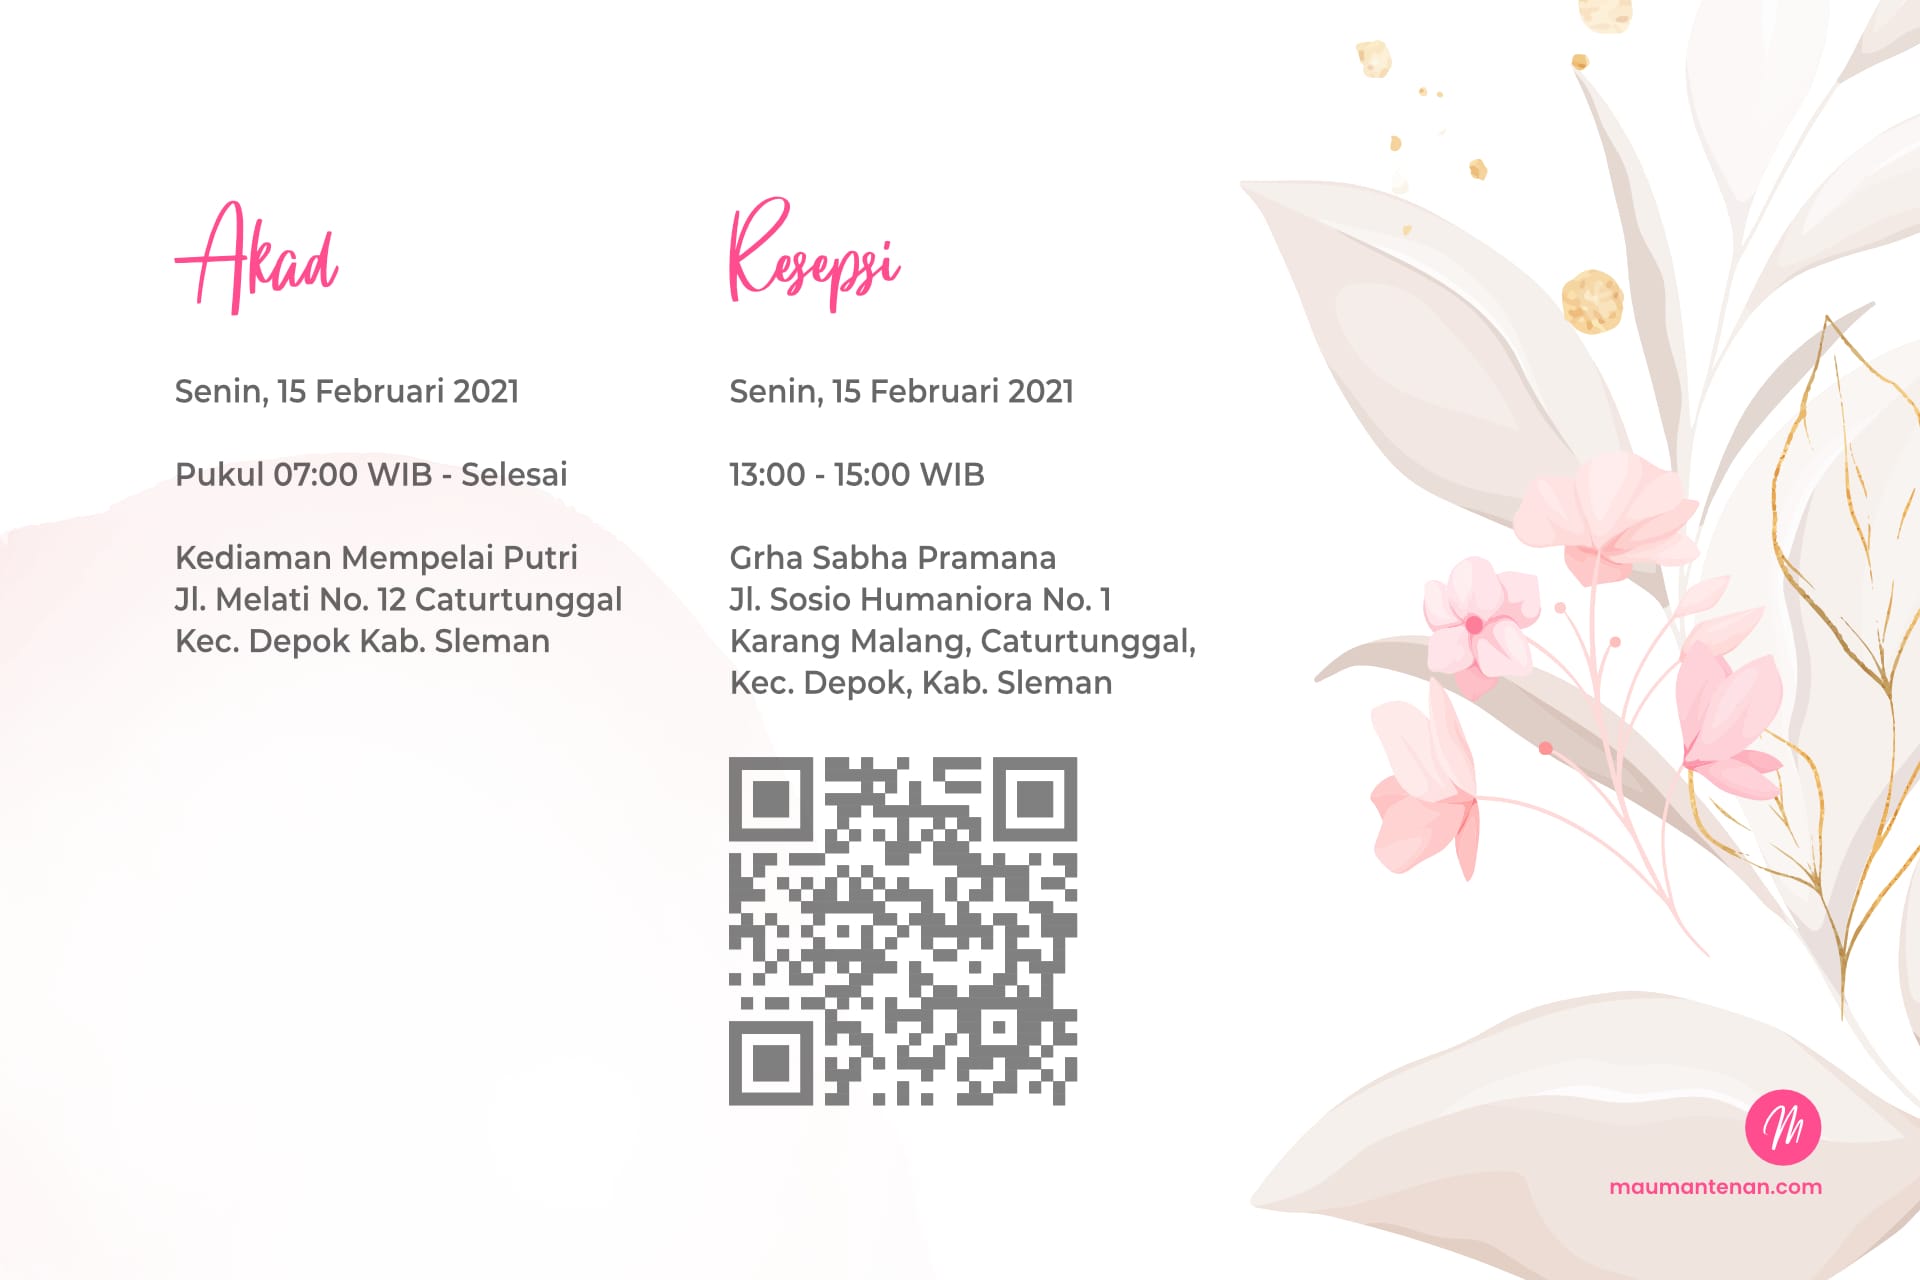 Akad
Senin, 15 Februari 2021
Pukul 07:00 WIB - Selesai
Kediaman Mempelai Putri
Jl. Melati No. 12 Caturtunggal
Kec. Depok Kab. Sleman
Resepsi
Senin, 15 Februari 2021
13:00 - 15:00 WIB
Grha Sabha Pramana
Jl. Sosio Humaniora No. 1
Karang Malang, Caturtunggal,
Kec. Depok, Kab. Sleman
M
maumantenan.com